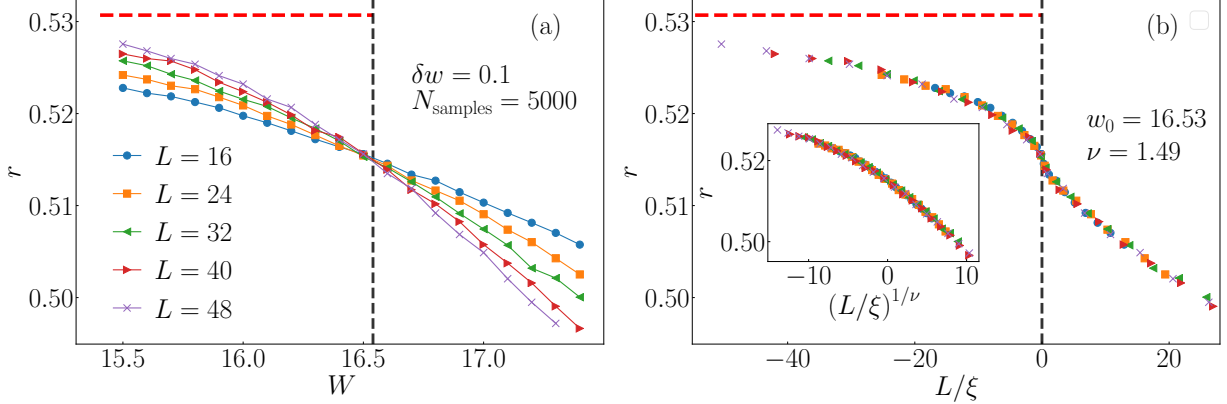 (a)
δw = 0.1
N_samples = 5000
r
0.53
0.52
0.51
0.50
L = 16
L = 24
L = 32
L = 40
L = 48
15.5 16.0 16.5 17.0
W
(b)
w_0 = 16.53
ν = 1.49
r
0.53
0.52
0.51
0.50
r
0.52
0.50
−10 0 10
(L/ξ)^{1/ν}
−40 −20 0 20
L/ξ